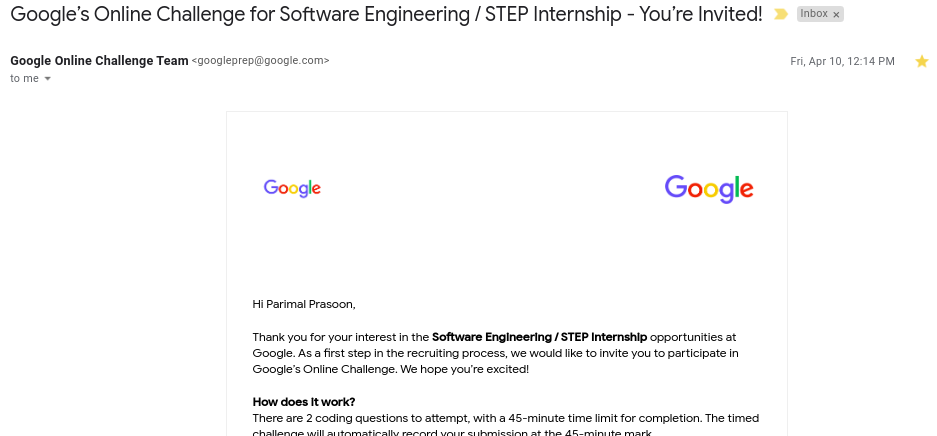 Google’s Online Challenge for Software Engineering / STEP Internship - You’re Invited!
Inbox ×
Google Online Challenge Team <googleprep@google.com>
Fri, Apr 10, 12:14 PM
to me
Google
Google
Hi Parimal Prasoon,
Thank you for your interest in the Software Engineering / STEP Internship opportunities at
Google. As a first step in the recruiting process, we would like to invite you to participate in
Google’s Online Challenge. We hope you’re excited!
How does it work?
There are 2 coding questions to attempt, with a 45-minute time limit for completion. The timed
challenge will automatically record your submission at the 45-minute mark.